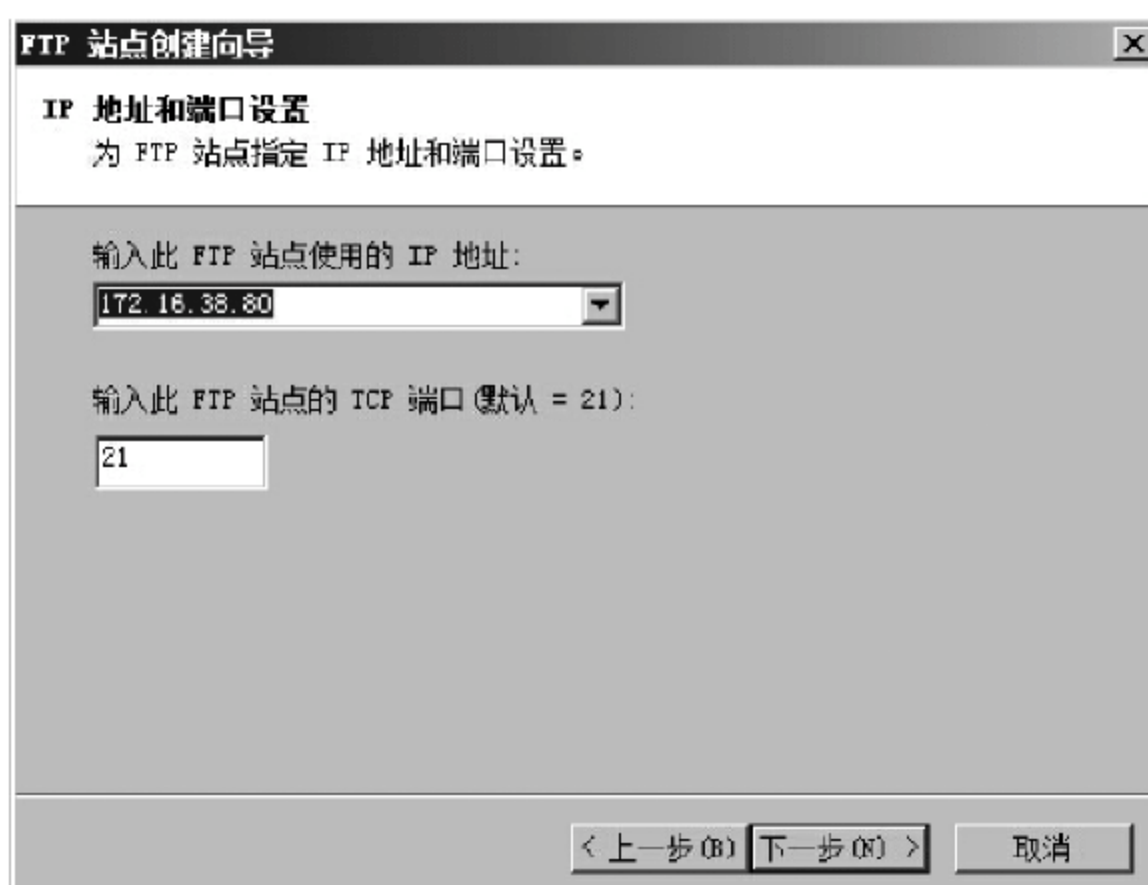 FTP 站点创建向导
IP 地址和端口设置
为 FTP 站点指定 IP 地址和端口设置。
输入此 FTP 站点使用的 IP 地址:
172.16.38.80
输入此 FTP 站点的 TCP 端口(默认 = 21):
21
< 上一步(B) 下一步(N) > 取消